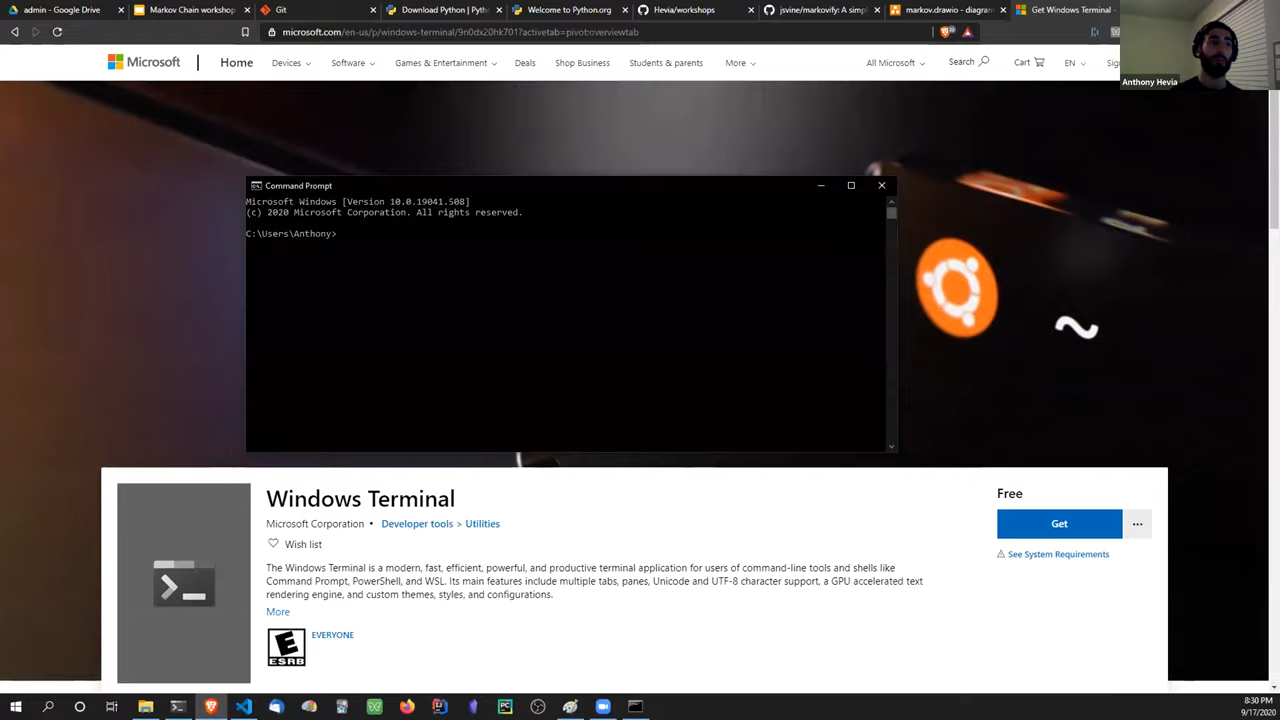 admin - Google Drive
Markov Chain workshop
Git
Download Python | Pyth
Welcome to Python.org
Hevia/workshops
jsvine/markovify: A simpl
markov.drawio - diagram
Get Windows Terminal -
microsoft.com/en-us/p/windows-terminal/9n0dx20hk701?activetab=pivot:overviewtab
Microsoft
Home
Devices
Software
Games & Entertainment
Deals
Shop Business
Students & parents
More
All Microsoft
Search
Cart
EN
Anthony Hevia
Command Prompt
Microsoft Windows [Version 10.0.19041.508]
(c) 2020 Microsoft Corporation. All rights reserved.
C:\Users\Anthony>
~
Windows Terminal
Microsoft Corporation • Developer tools > Utilities
Wish list
The Windows Terminal is a modern, fast, efficient, powerful, and productive terminal application for users of command-line tools and shells like
Command Prompt, PowerShell, and WSL. Its main features include multiple tabs, panes, Unicode and UTF-8 character support, a GPU accelerated text
rendering engine, and custom themes, styles, and configurations.
More
E
ESRB
EVERYONE
Free
Get
...
See System Requirements
8:30 PM
9/17/2020